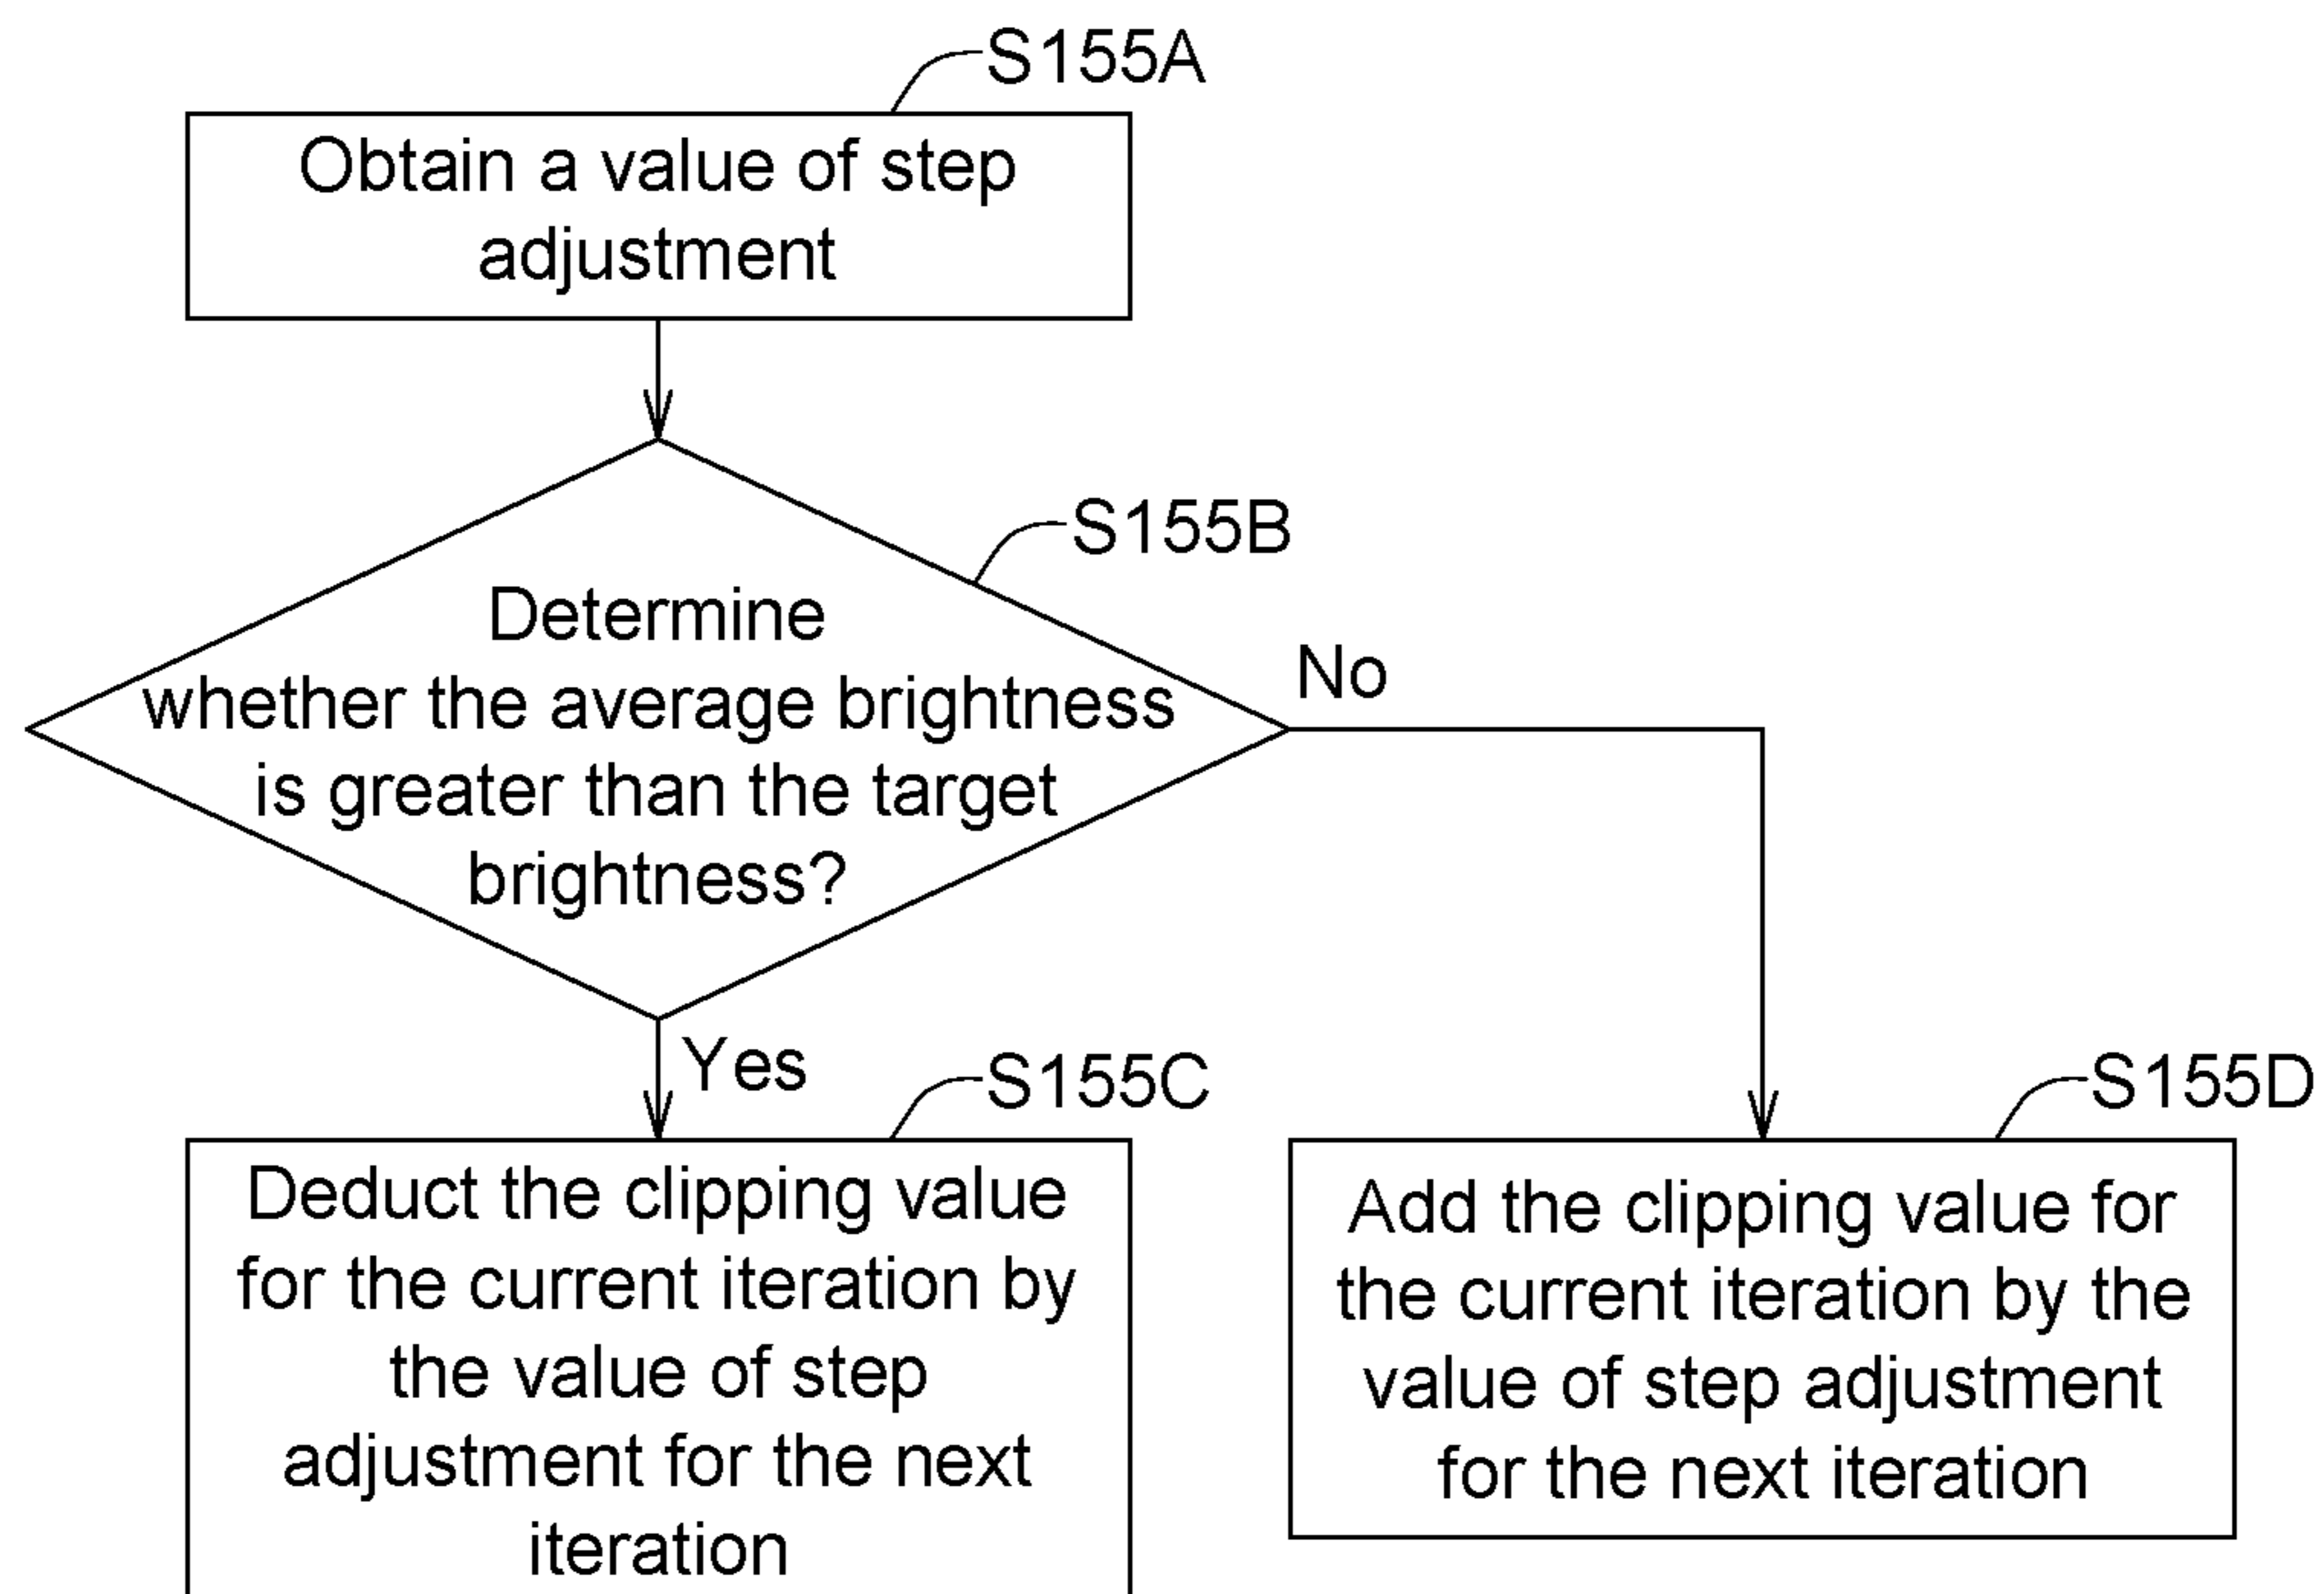 S155A
Obtain a value of step
adjustment
S155B
Determine
whether the average brightness
is greater than the target
brightness?
No
Yes
S155C
Deduct the clipping value
for the current iteration by
the value of step
adjustment for the next
iteration
S155D
Add the clipping value for
the current iteration by the
value of step adjustment
for the next iteration